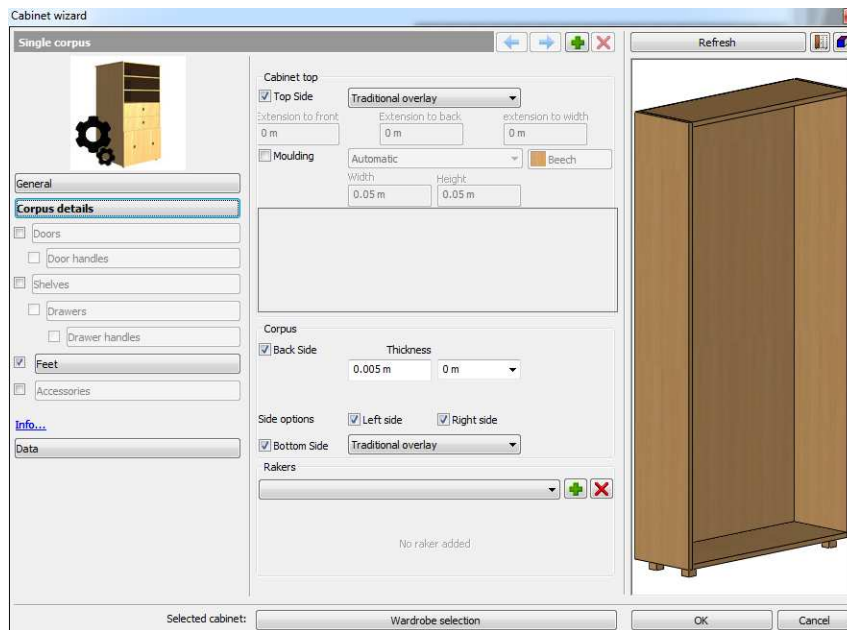 Cabinet wizard
Single corpus
Refresh
General
Corpus details
Doors
Door handles
Shelves
Drawers
Drawer handles
Feet
Accessories
Info...
Data
Cabinet top
Top Side Traditional overlay
Extension to front Extension to back extension to width
0 m 0 m 0 m
Moulding Automatic Beech
Width Height
0.05 m 0.05 m
Corpus
Back Side Thickness
0.005 m 0 m
Side options Left side Right side
Bottom Side Traditional overlay
Rakers
No raker added
Selected cabinet: Wardrobe selection OK Cancel